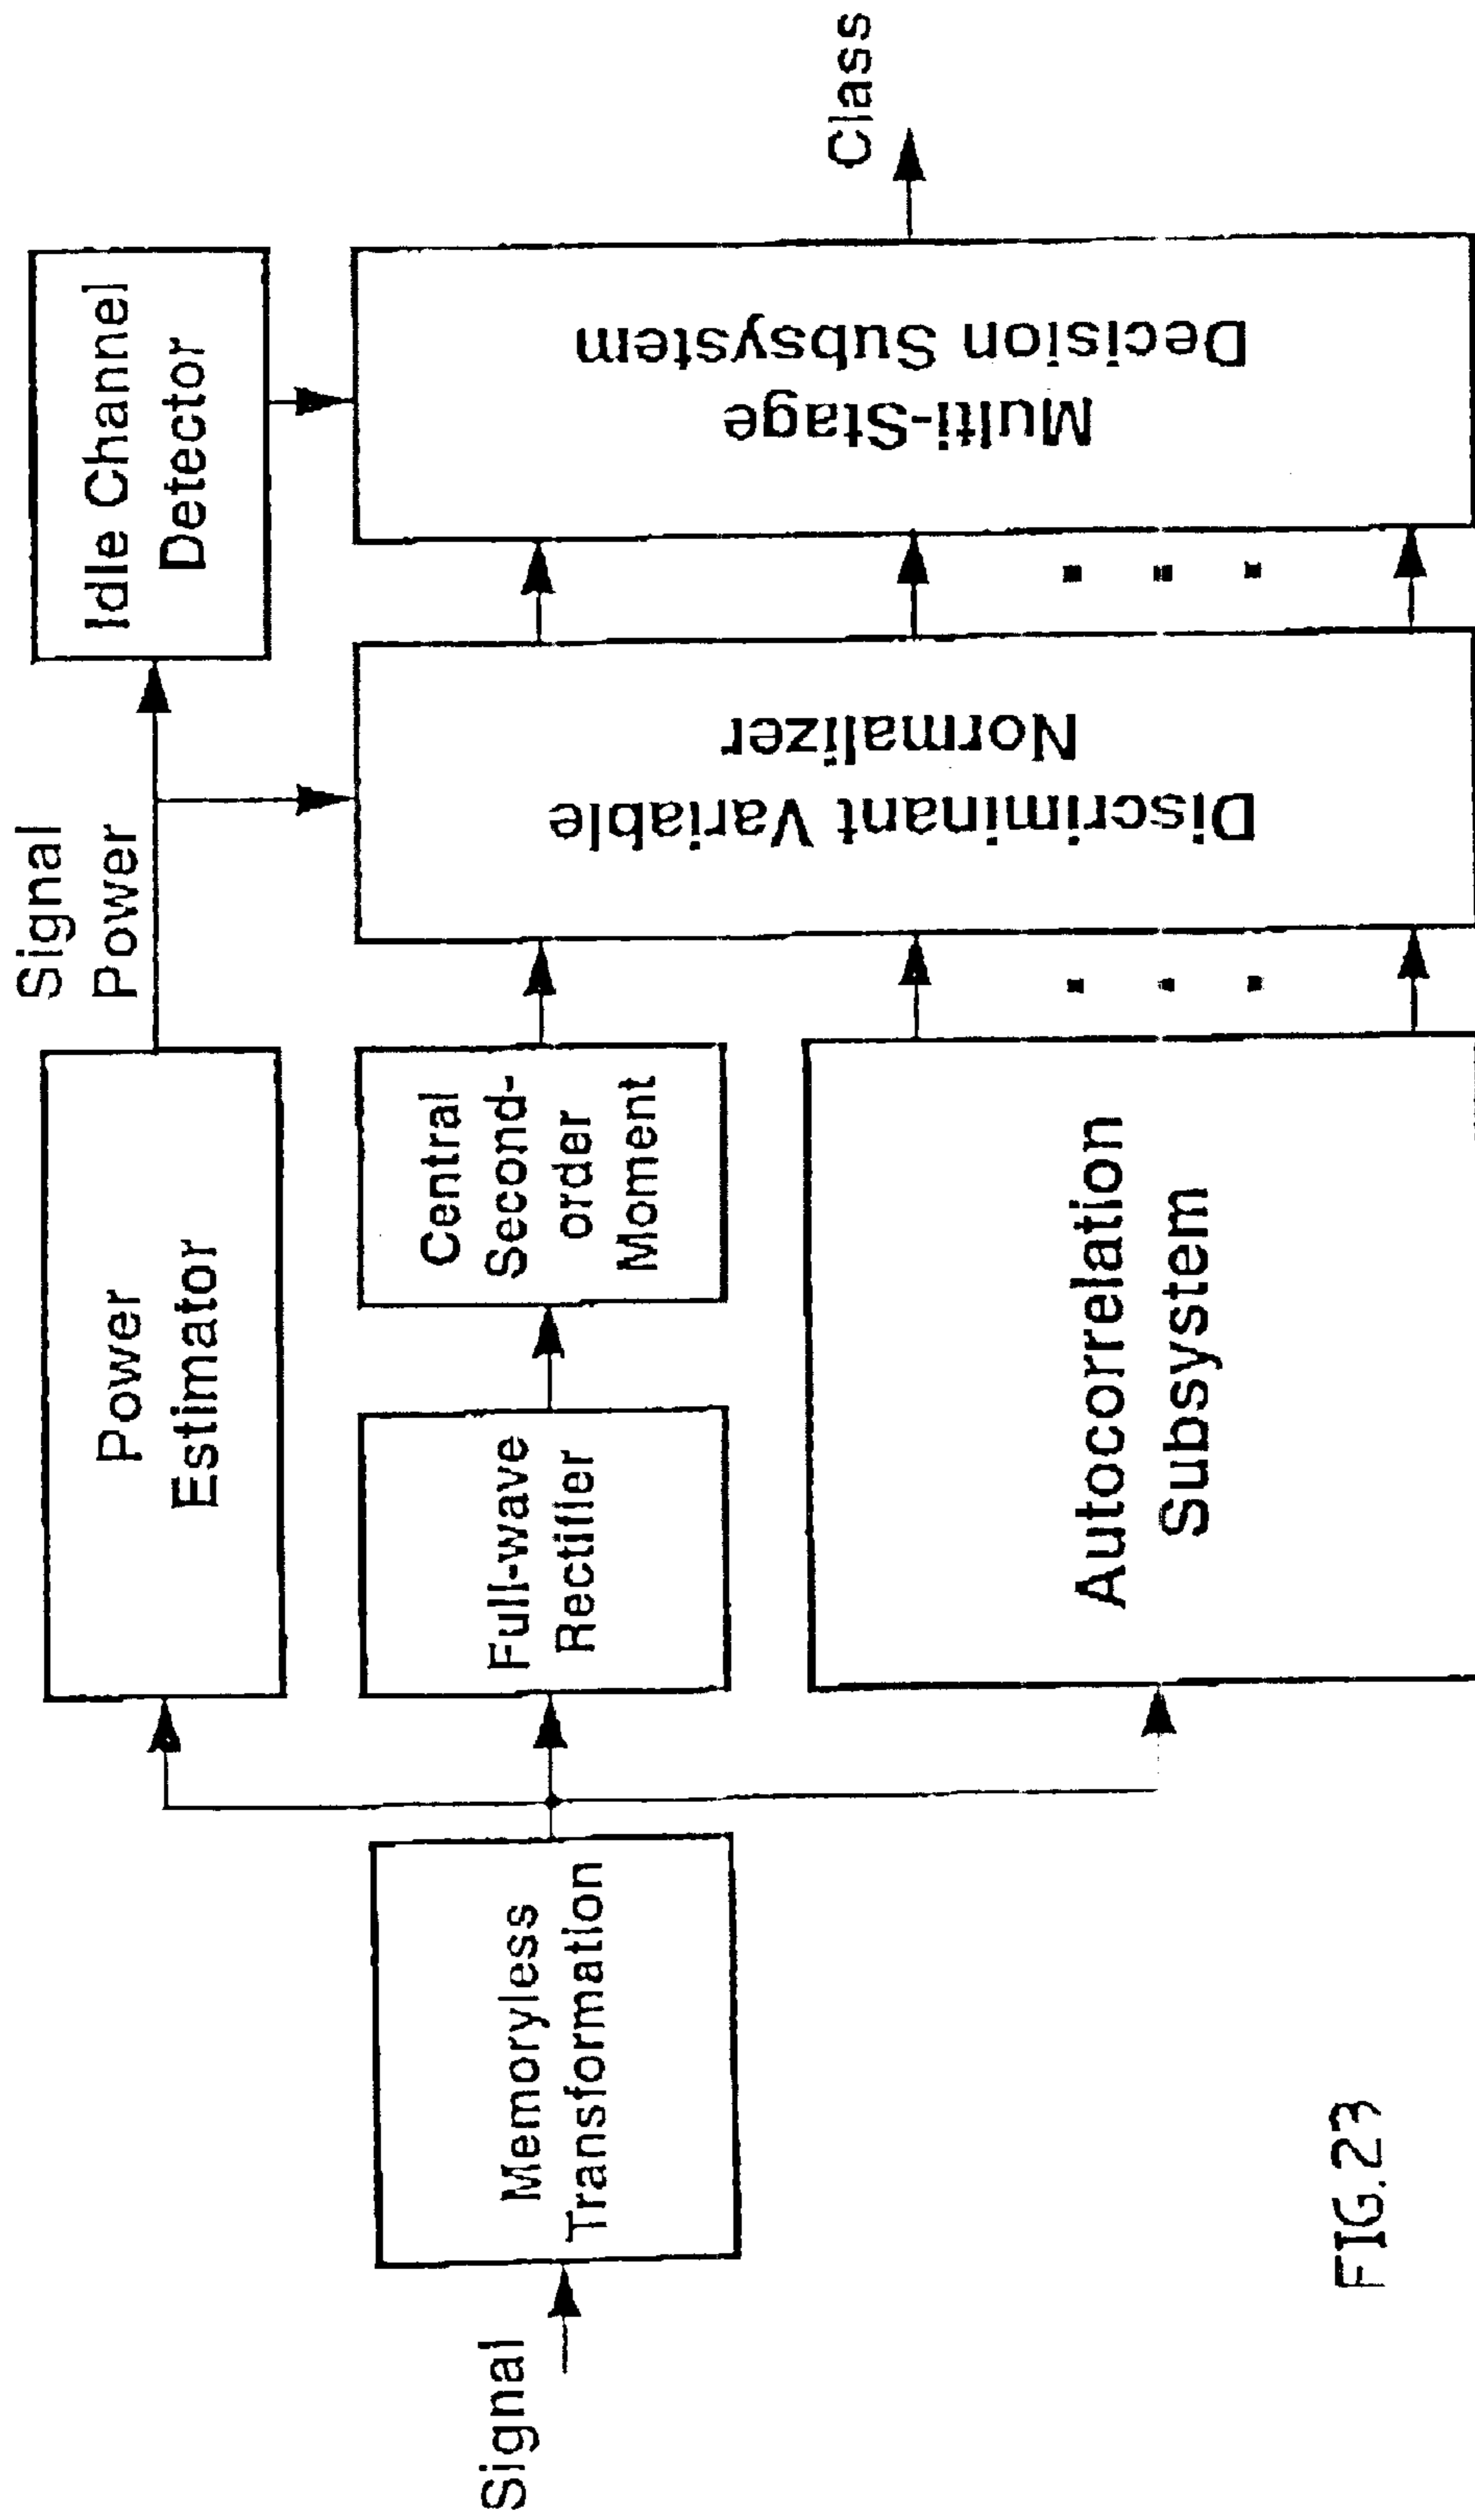 Signal
Memoryless
Transformation
Power
Estimator
Full-wave
Rectifier
Central
Second-
order
Moment
Autocorrelation
Subsystem
Signal
Power
Discriminant Variable
Normalizer
Idle Channel
Detector
Multi-Stage
Decision Subsystem
Class
FIG.23